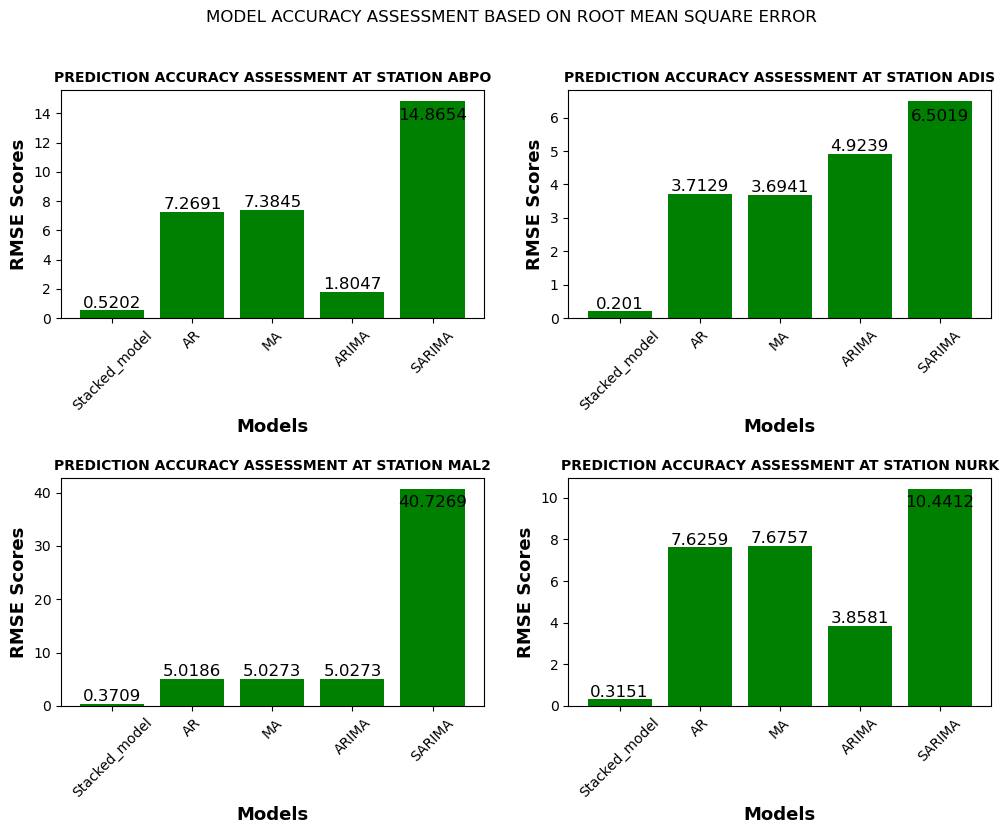 MODEL ACCURACY ASSESSMENT BASED ON ROOT MEAN SQUARE ERROR
PREDICTION ACCURACY ASSESSMENT AT STATION ABPO
RMSE Scores
14
12
10
8
6
4
2
0
0.5202
7.2691
7.3845
1.8047
14.8654
Stacked_model
AR
MA
ARIMA
SARIMA
Models
PREDICTION ACCURACY ASSESSMENT AT STATION ADIS
RMSE Scores
6
5
4
3
2
1
0
0.201
3.7129
3.6941
4.9239
6.5019
Stacked_model
AR
MA
ARIMA
SARIMA
Models
PREDICTION ACCURACY ASSESSMENT AT STATION MAL2
RMSE Scores
40
30
20
10
0
0.3709
5.0186
5.0273
5.0273
40.7269
Stacked_model
AR
MA
ARIMA
SARIMA
Models
PREDICTION ACCURACY ASSESSMENT AT STATION NURK
RMSE Scores
10
8
6
4
2
0
0.3151
7.6259
7.6757
3.8581
10.4412
Stacked_model
AR
MA
ARIMA
SARIMA
Models